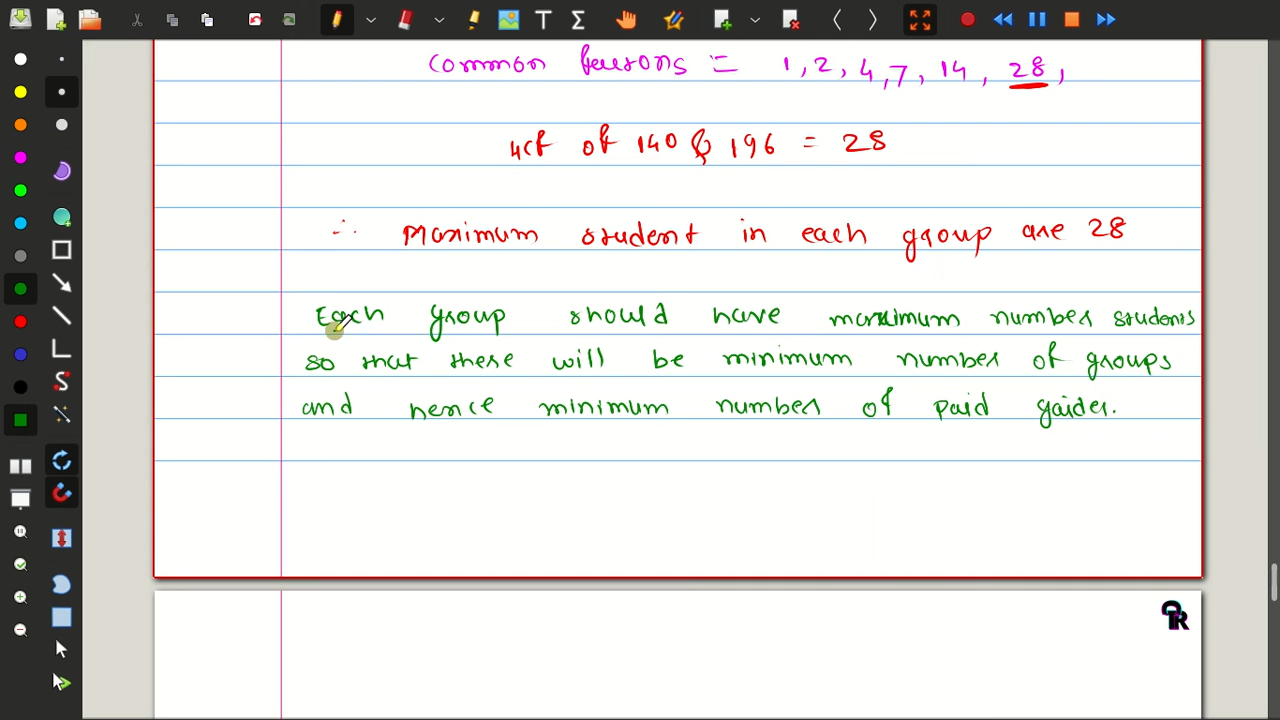 common factors = 1, 2, 4, 7, 14, 28,
HCF of 140 & 196 = 28
∴ Maximum student in each group are 28
Each group should have maximum number students
so that there will be minimum number of groups
and hence minimum number of paid gaides.